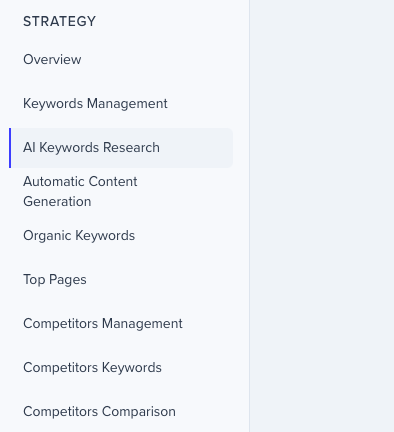 STRATEGY
Overview
Keywords Management
AI Keywords Research
Automatic Content
Generation
Organic Keywords
Top Pages
Competitors Management
Competitors Keywords
Competitors Comparison